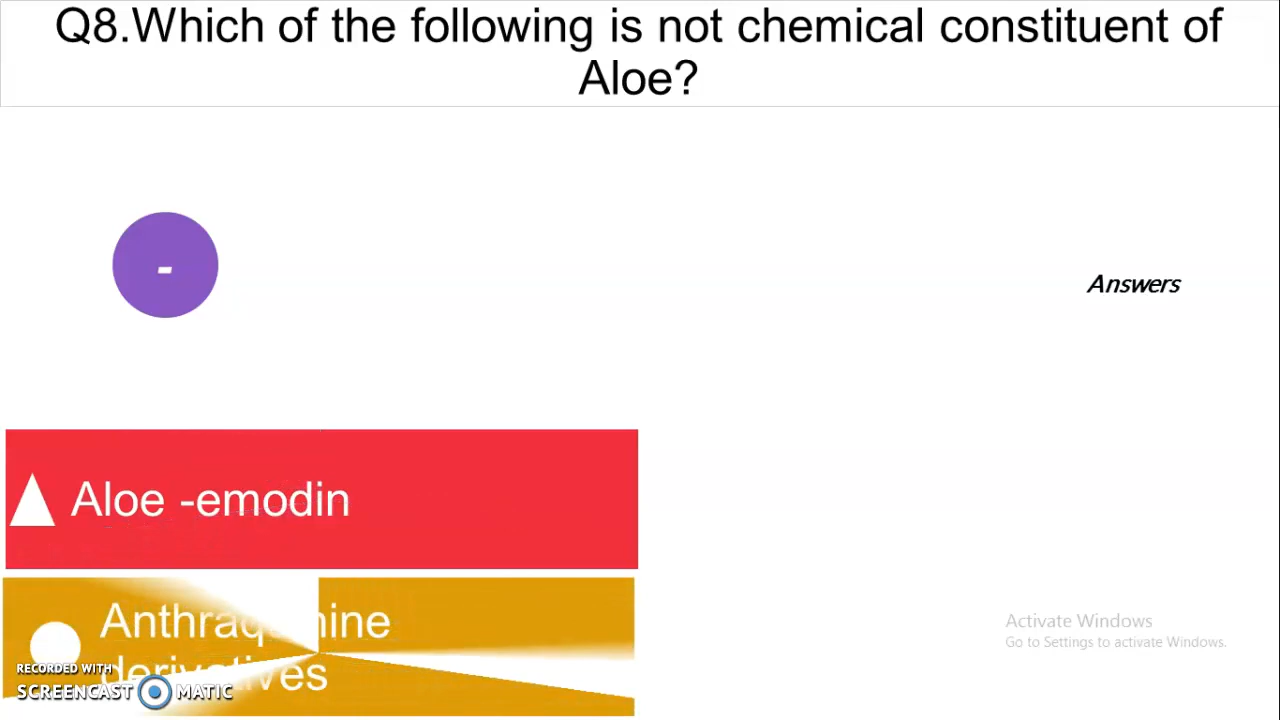 Q8.Which of the following is not chemical constituent of
Aloe?
-
Answers
Aloe -emodin
derivatives
RECORDED WITH
SCREENCAST MATIC
Activate Windows
Go to Settings to activate Windows.